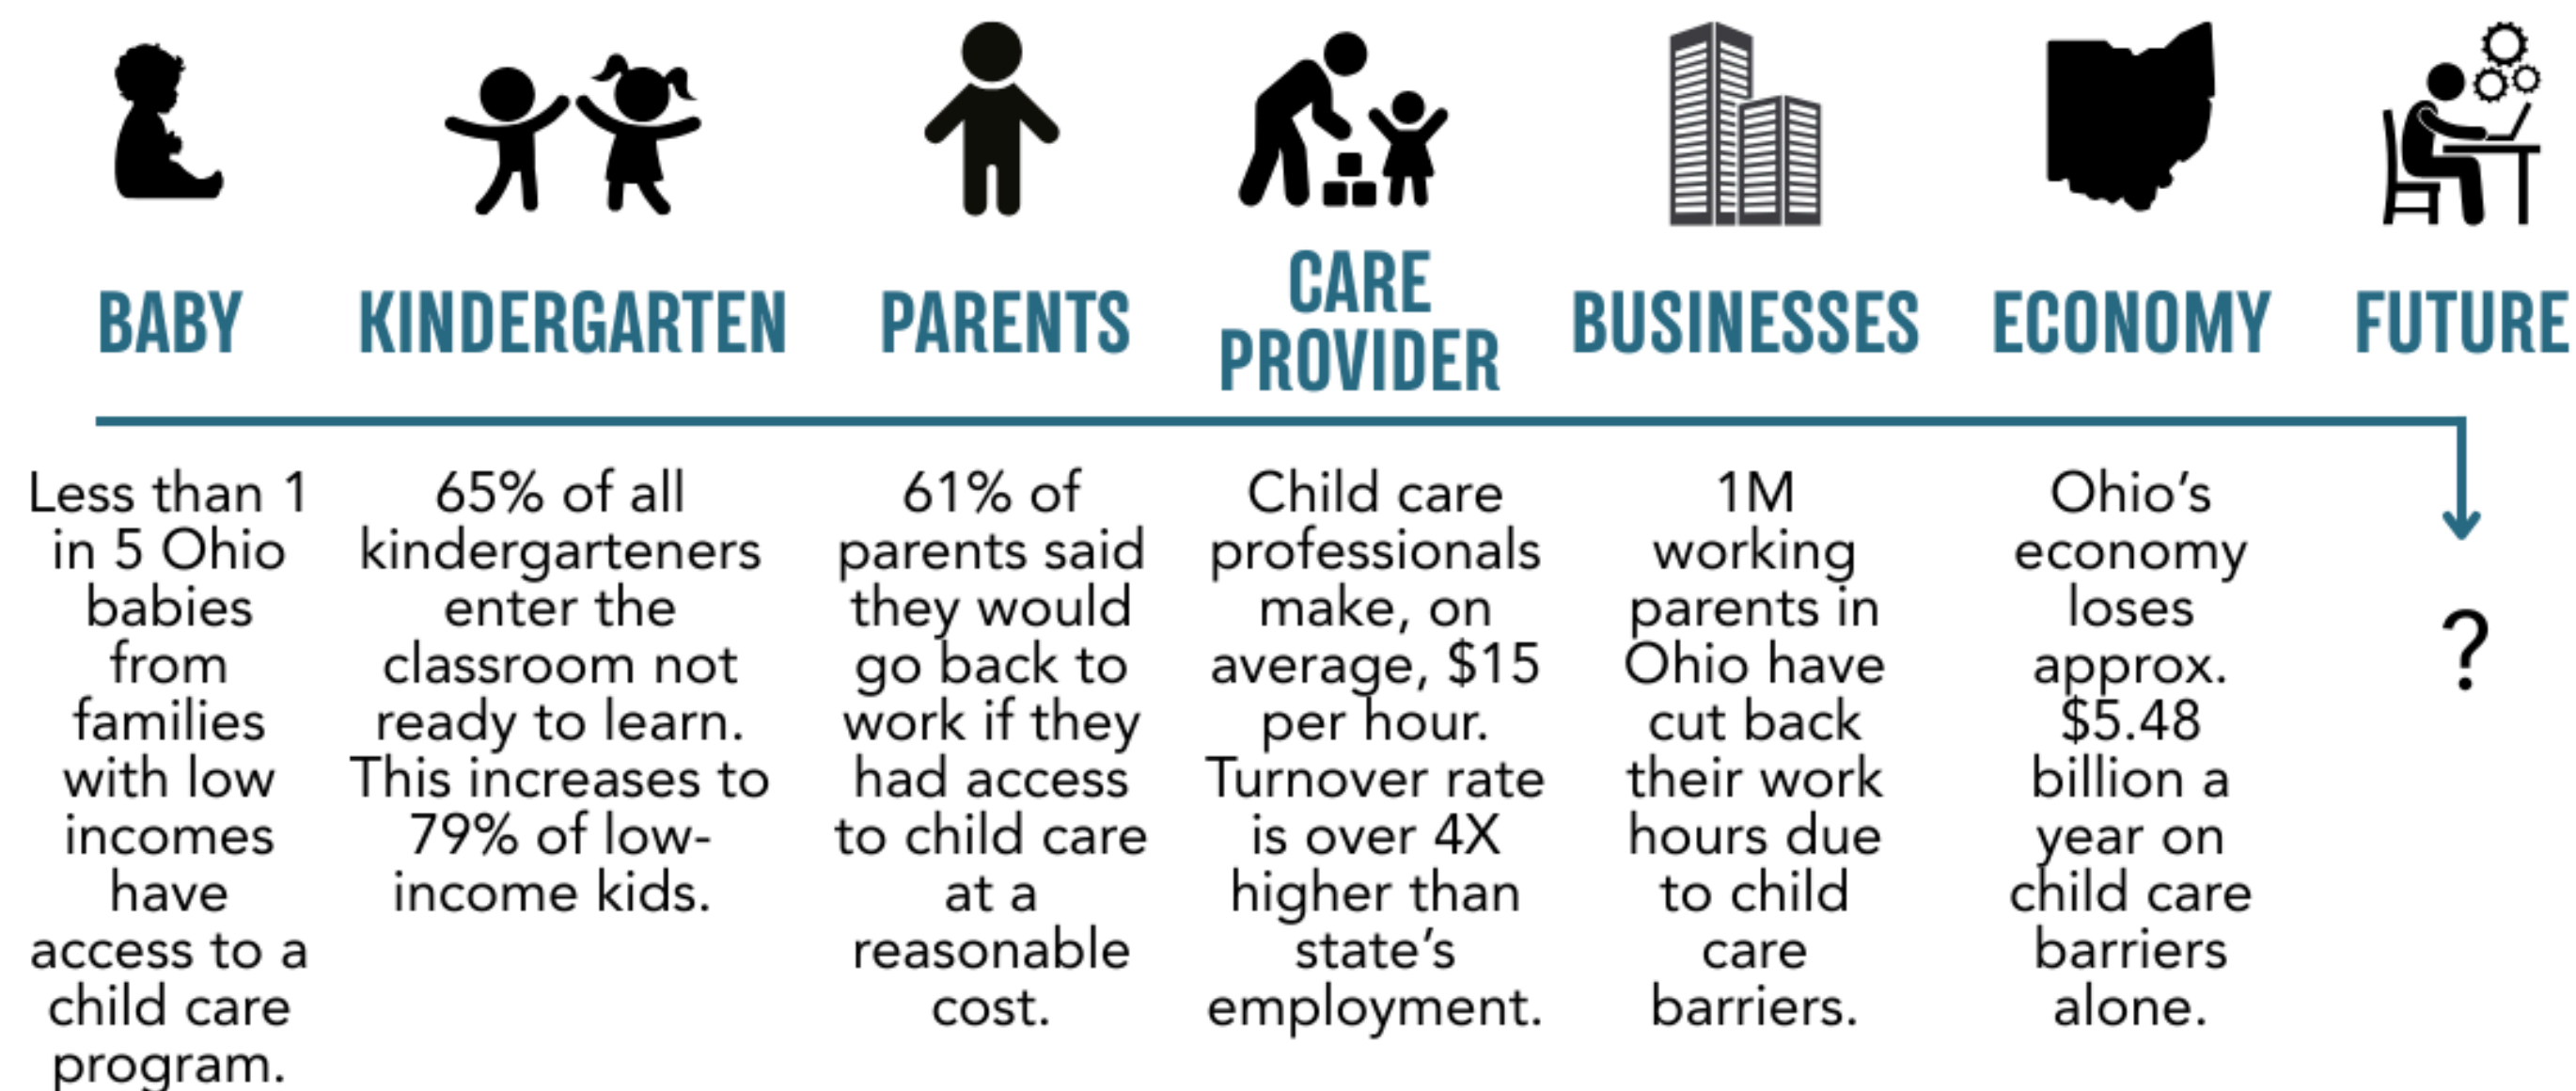 BABY
KINDERGARTEN
PARENTS
CARE
PROVIDER
BUSINESSES
ECONOMY
FUTURE
Less than 1
in 5 Ohio
babies
from
families
with low
incomes
have
access to a
child care
program.
65% of all
kindergarteners
enter the
classroom not
ready to learn.
This increases to
79% of low-
income kids.
61% of
parents said
they would
go back to
work if they
had access
to child care
at a
reasonable
cost.
Child care
professionals
make, on
average, $15
per hour.
Turnover rate
is over 4X
higher than
state’s
employment.
1M
working
parents in
Ohio have
cut back
their work
hours due
to child
care
barriers.
Ohio’s
economy
loses
approx.
$5.48
billion a
year on
child care
barriers
alone.
?